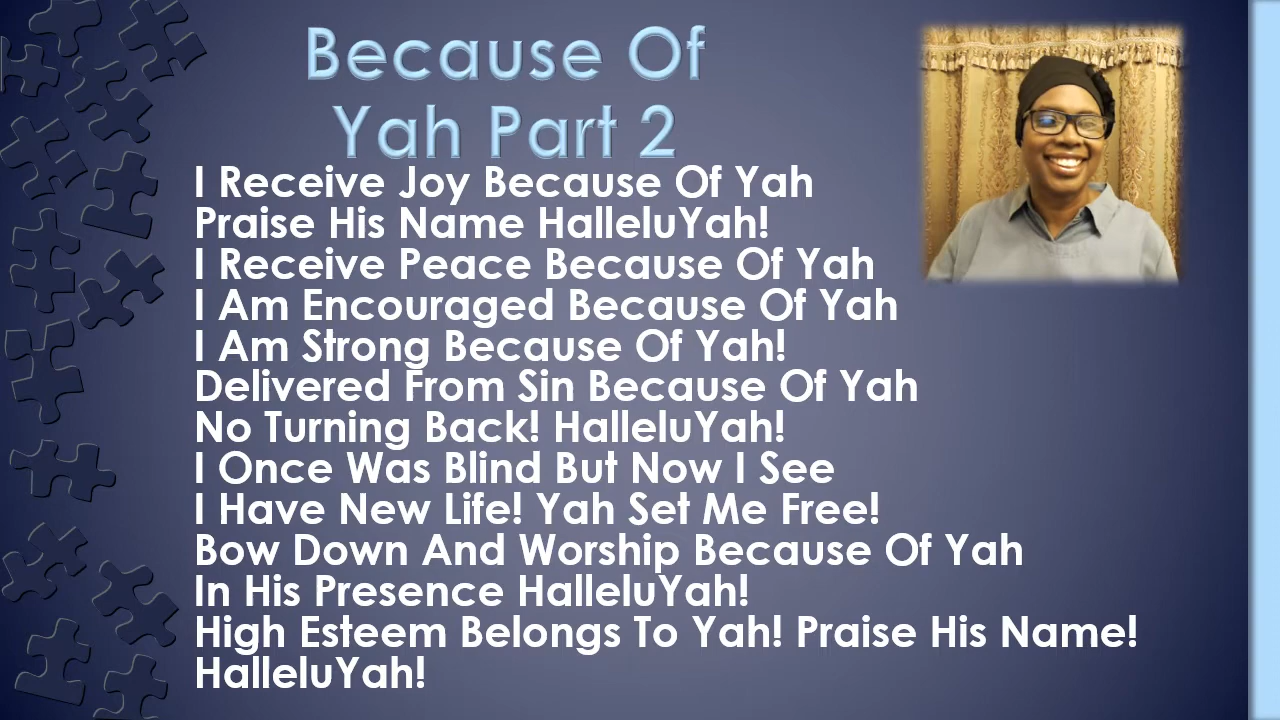 Because Of
Yah Part 2
I Receive Joy Because Of Yah
Praise His Name HalleluYah!
I Receive Peace Because Of Yah
I Am Encouraged Because Of Yah
I Am Strong Because Of Yah!
Delivered From Sin Because Of Yah
No Turning Back! HalleluYah!
I Once Was Blind But Now I See
I Have New Life! Yah Set Me Free!
Bow Down And Worship Because Of Yah
In His Presence HalleluYah!
High Esteem Belongs To Yah! Praise His Name!
HalleluYah!